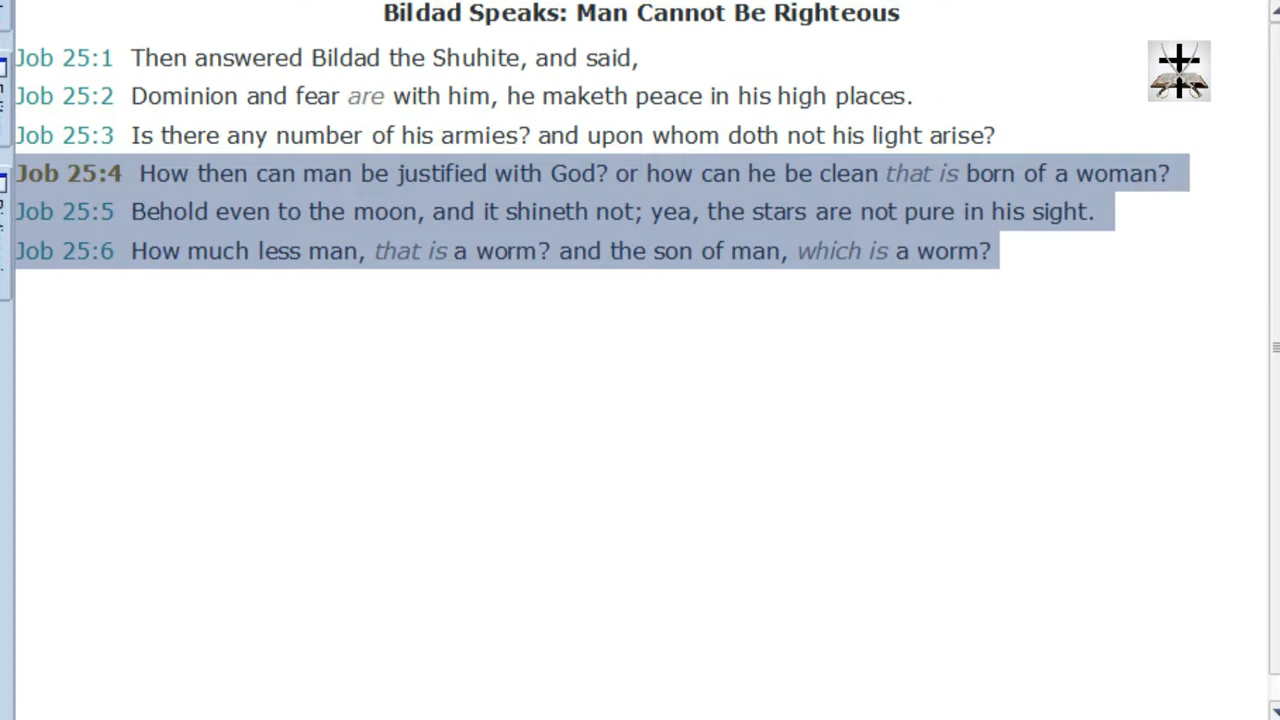 Bildad Speaks: Man Cannot Be Righteous
Job 25:1 Then answered Bildad the Shuhite, and said,
Job 25:2 Dominion and fear are with him, he maketh peace in his high places.
Job 25:3 Is there any number of his armies? and upon whom doth not his light arise?
Job 25:4 How then can man be justified with God? or how can he be clean that is born of a woman?
Job 25:5 Behold even to the moon, and it shineth not; yea, the stars are not pure in his sight.
Job 25:6 How much less man, that is a worm? and the son of man, which is a worm?